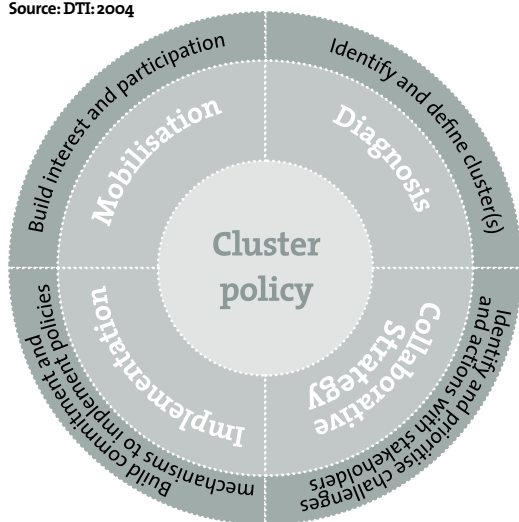 Source: DTI: 2004
Build interest and participation
Mobilisation
Identify and define cluster(s)
Diagnosis
Cluster
policy
Implementation
Build commitment and
mechanisms to implement policies
Collaborative
Strategy
Identify and prioritise challenges
and actions with stakeholders